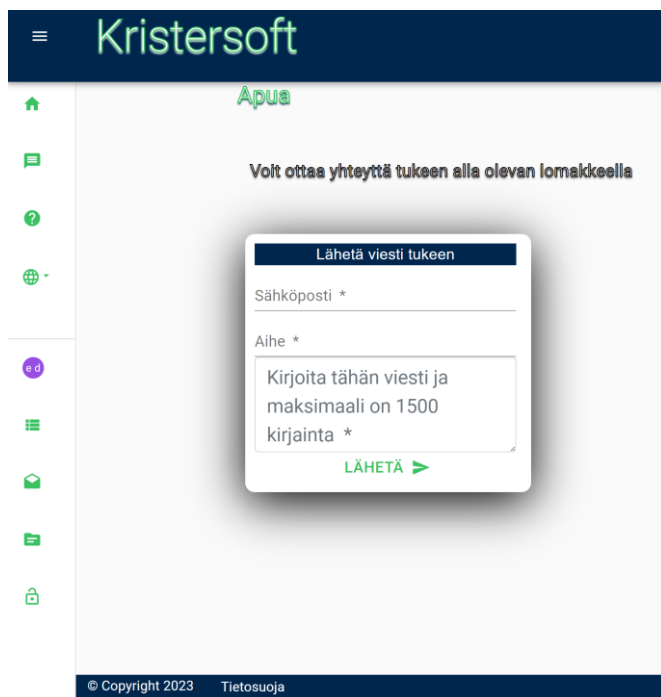 Kristersoft
Apua
Voit ottaa yhteyttä tukeen alla olevan lomakkeella
Lähetä viesti tukeen
Sähköposti *
Aihe *
Kirjoita tähän viesti ja
maksimaali on 1500
kirjainta *
LÄHETÄ
e d
© Copyright 2023 Tietosuoja